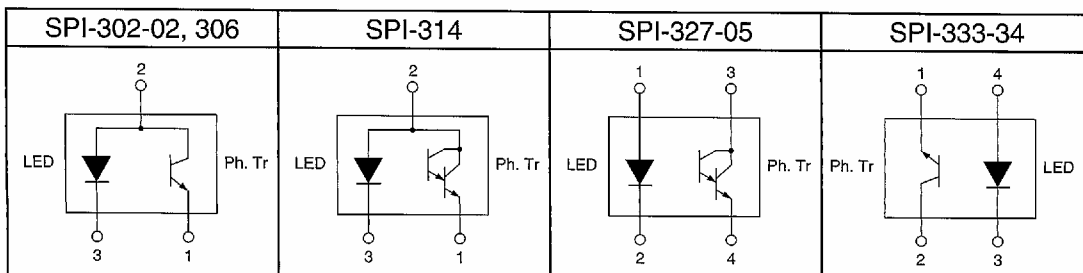 SPI-302-02, 306
SPI-314
SPI-327-05
SPI-333-34
2
LED
Ph. Tr
3
1
2
LED
Ph. Tr
3
1
1
3
LED
Ph. Tr
2
4
1
4
Ph. Tr
LED
2
3